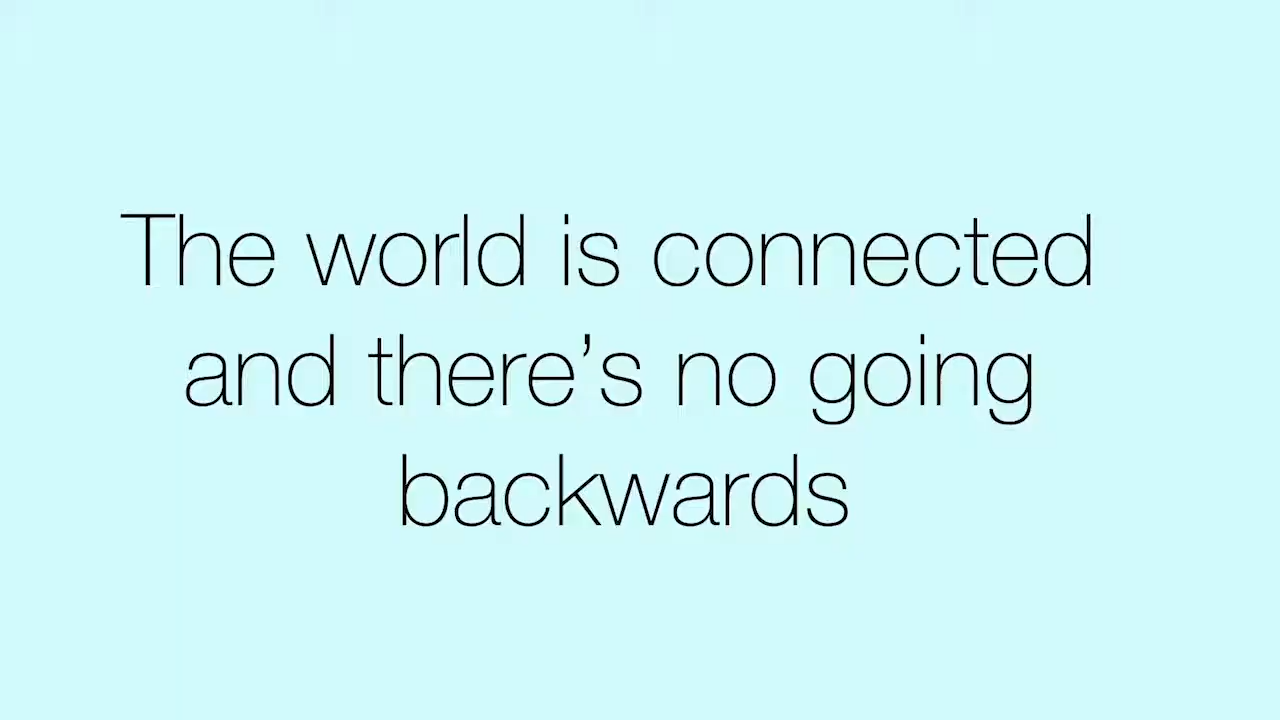 The world is connected
and there’s no going
backwards